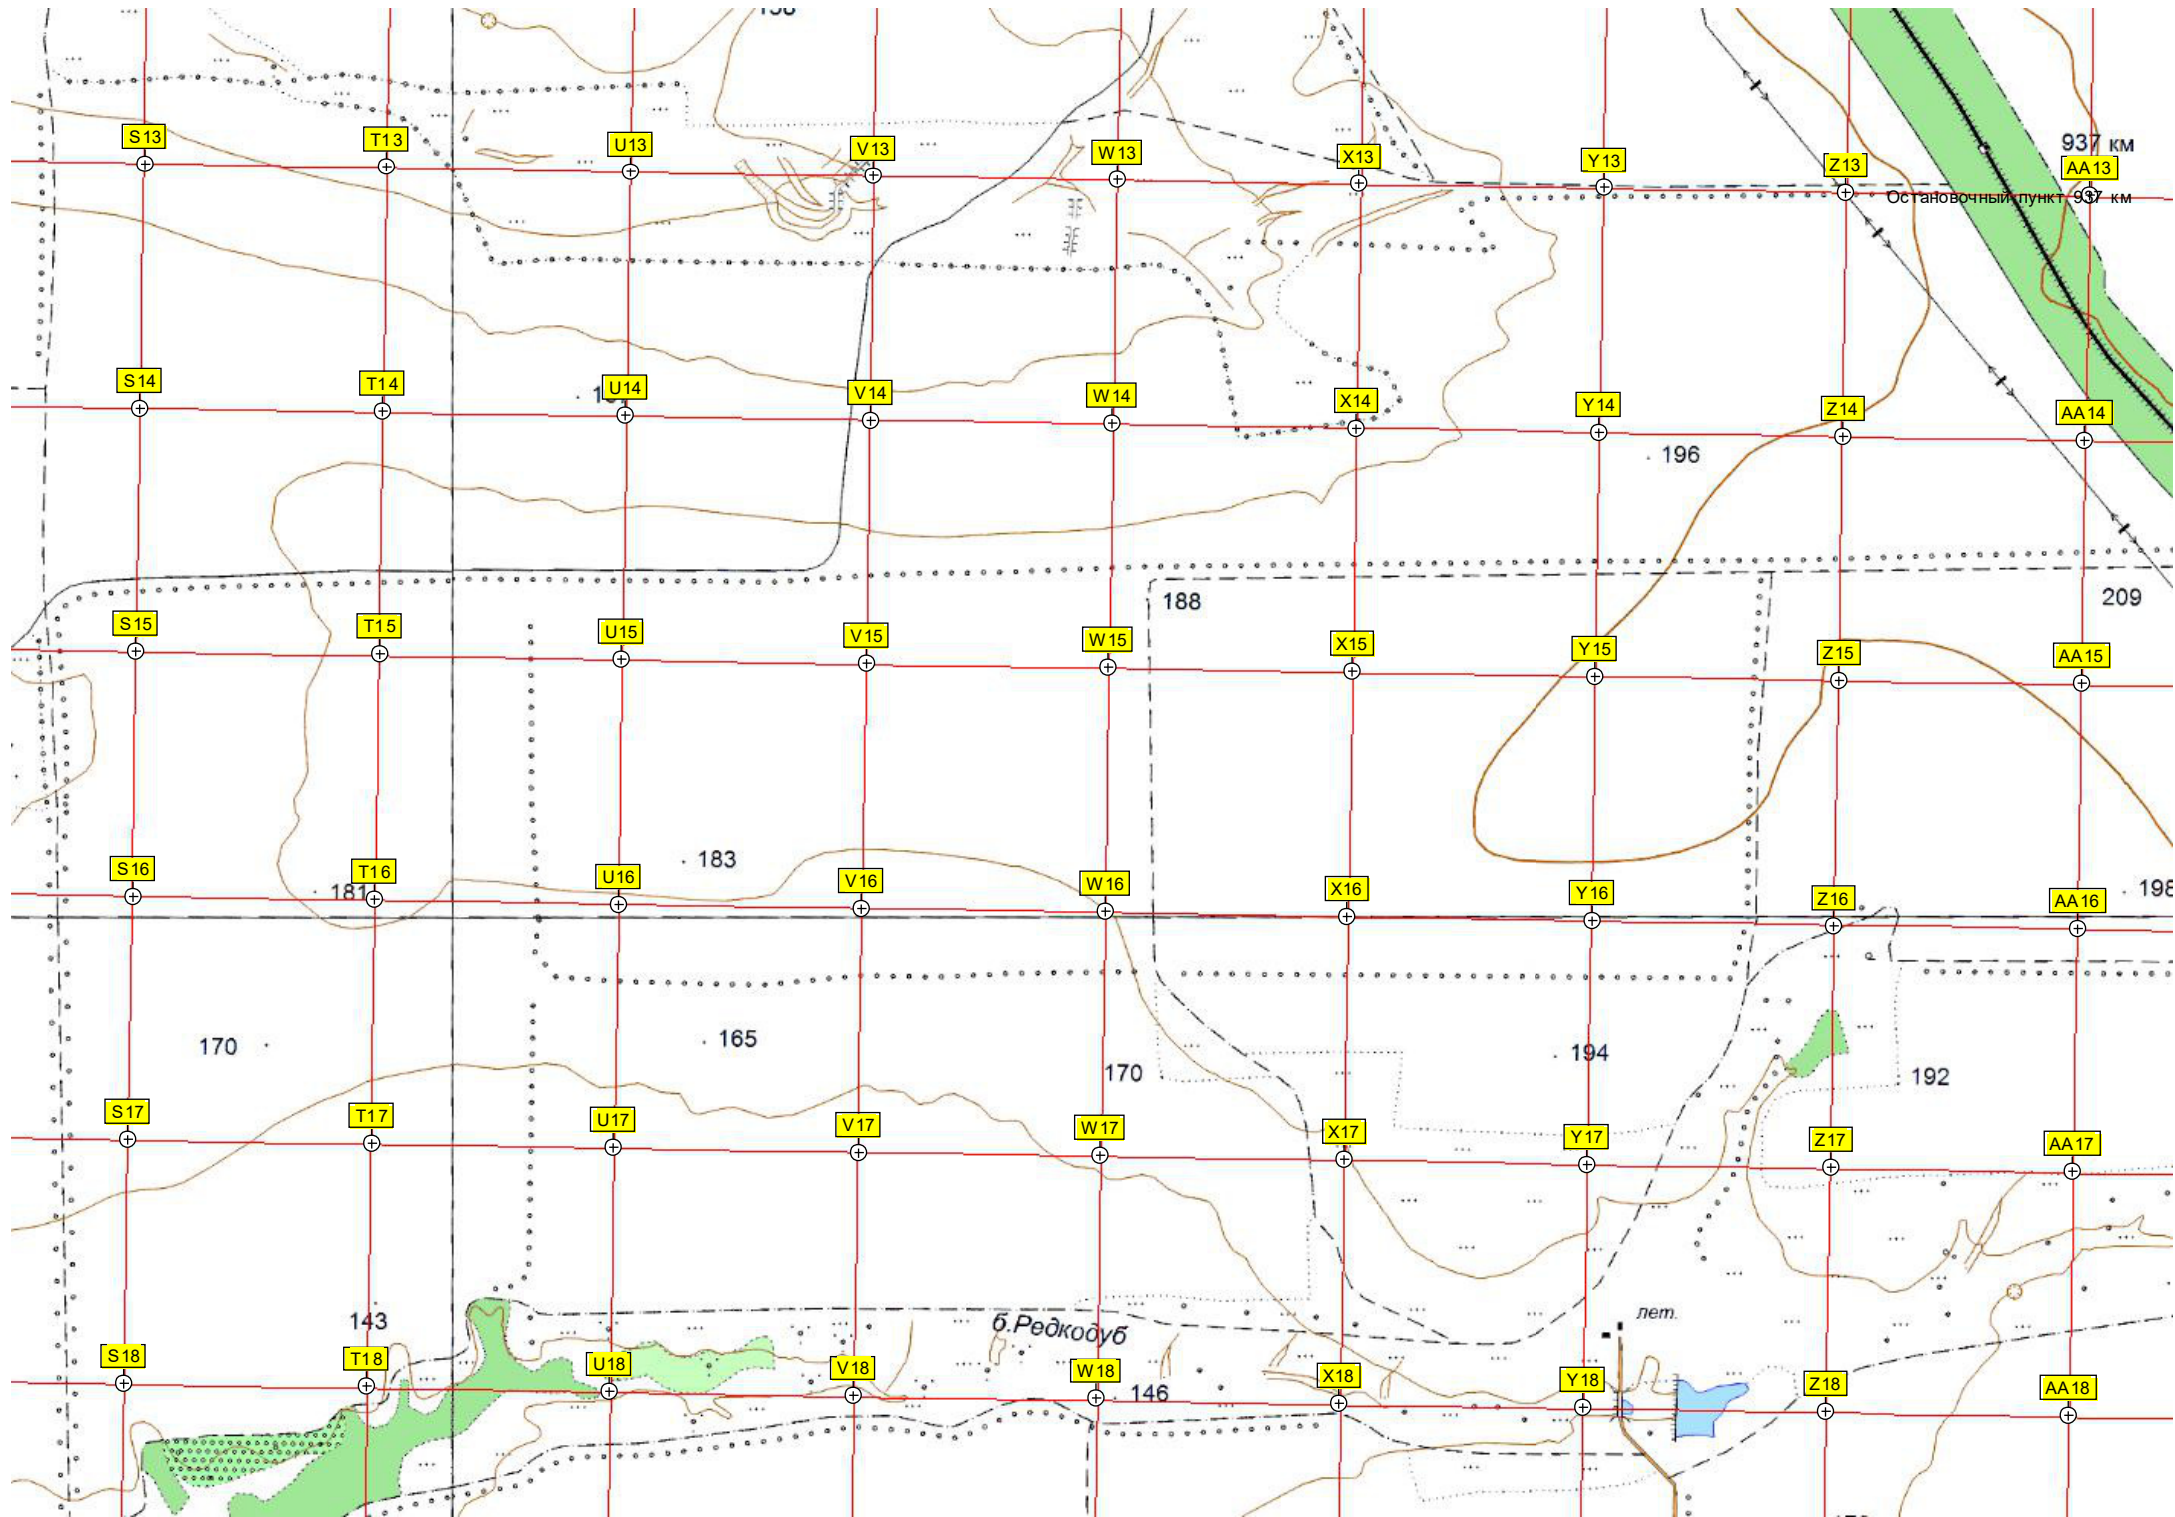 937 км
S13 T13 U13 V13 W13 X13 Y13 Z13 AA13
Остановочный пункт 937 км
S14 T14 U14 V14 W14 X14 Y14 Z14 AA14
196
188
209
S15 T15 U15 V15 W15 X15 Y15 Z15 AA15
183
S16 T16 U16 V16 W16 X16 Y16 Z16 AA16
181
198
170
165
170
194
192
S17 T17 U17 V17 W17 X17 Y17 Z17 AA17
143
б.Редкодуб
лет.
S18 T18 U18 V18 W18 X18 Y18 Z18 AA18
146